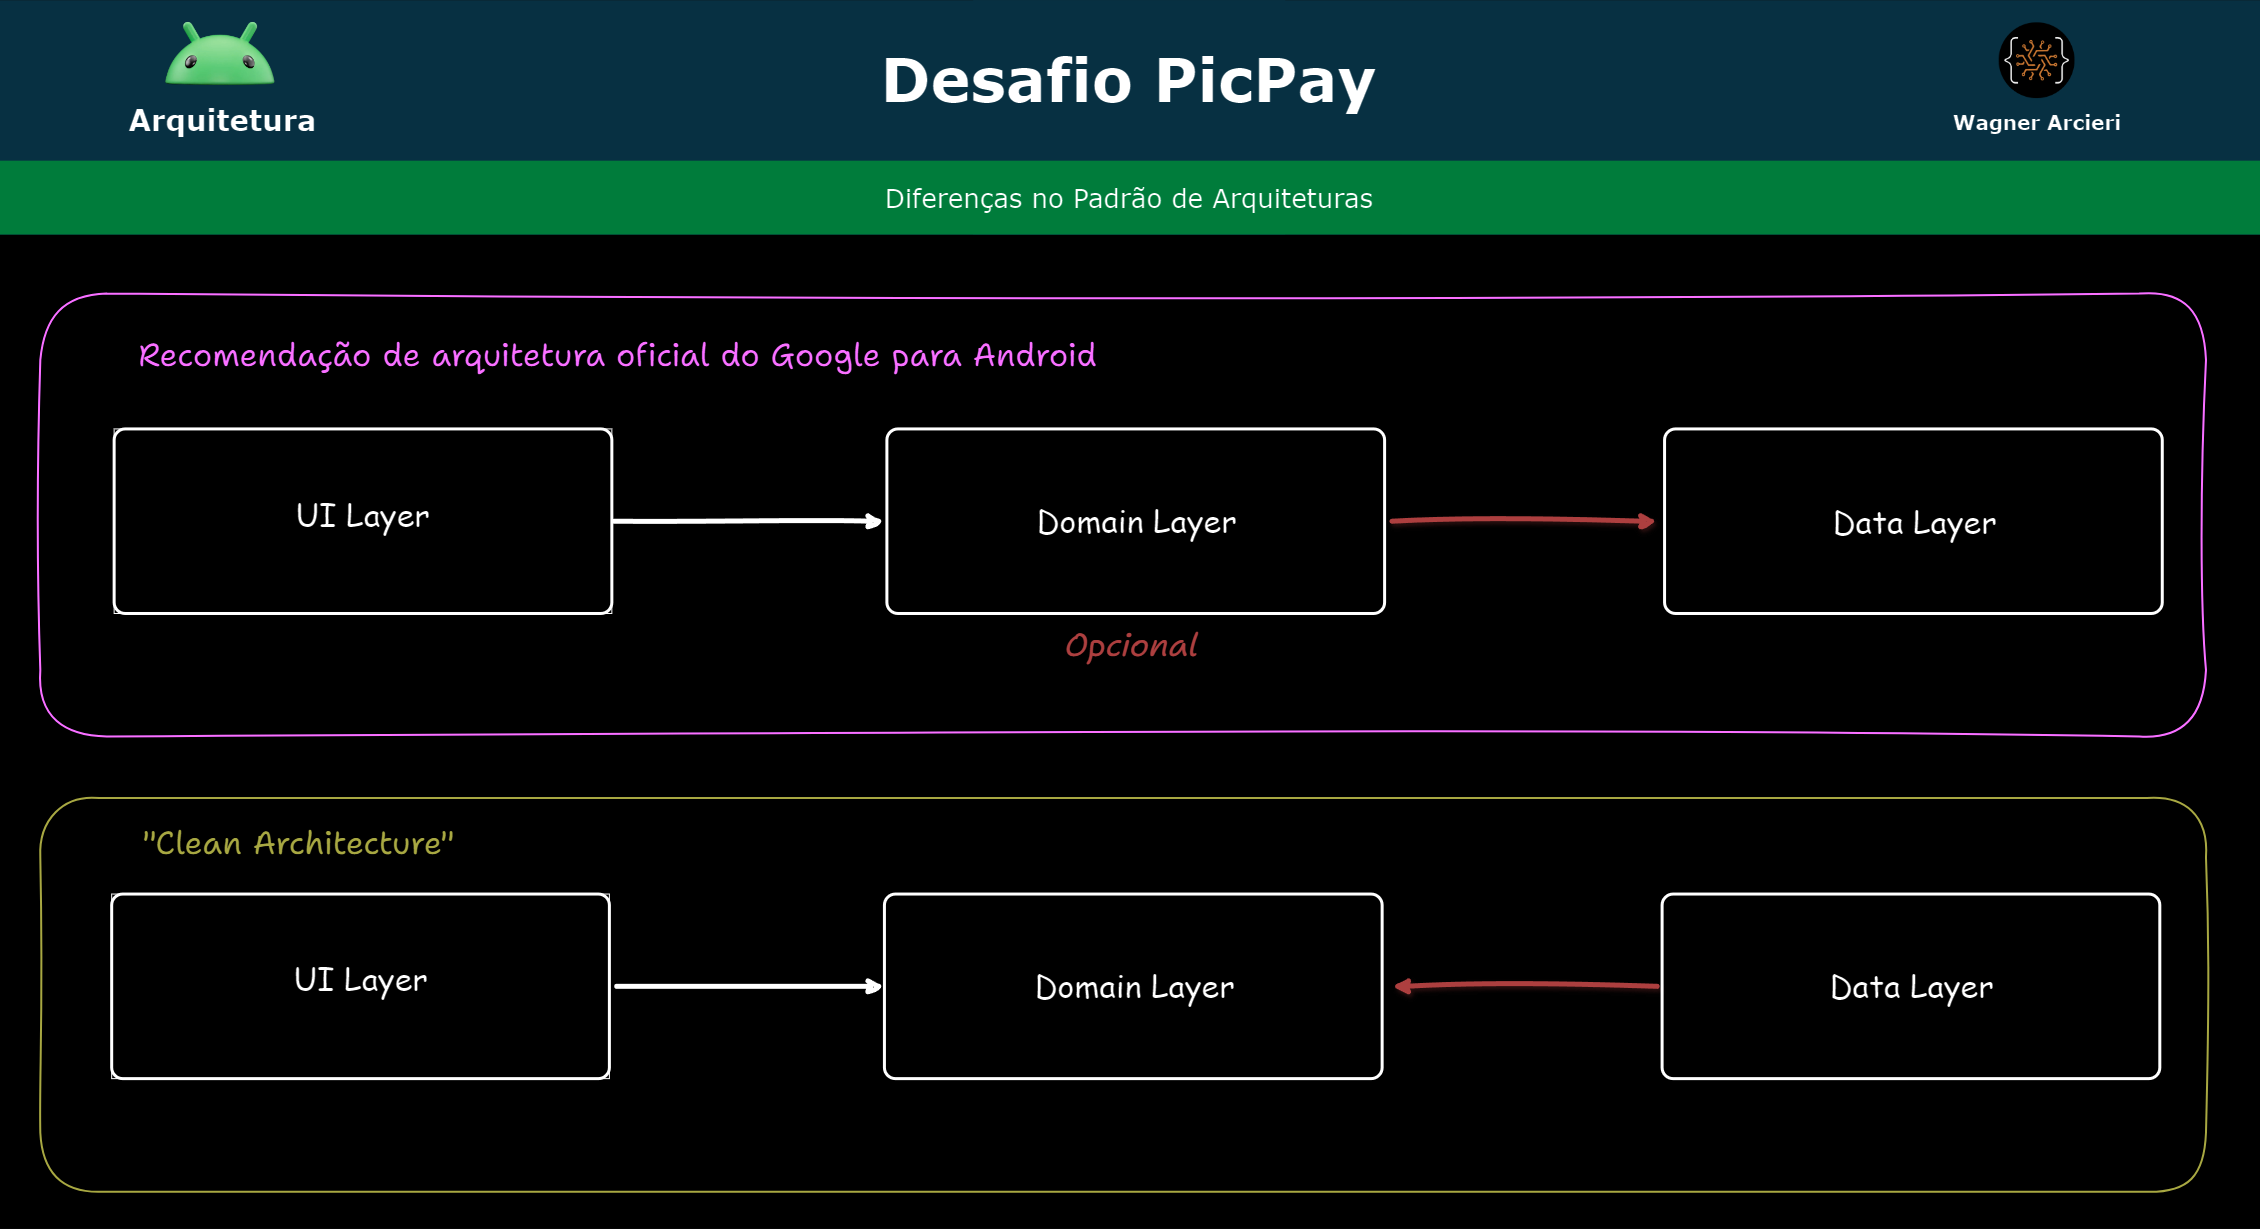 Desafio PicPay
Arquitetura
Wagner Arcieri
Diferenças no Padrão de Arquiteturas
Recomendação de arquitetura oficial do Google para Android
UI Layer
Domain Layer
Data Layer
Opcional
"Clean Architecture"
UI Layer
Domain Layer
Data Layer